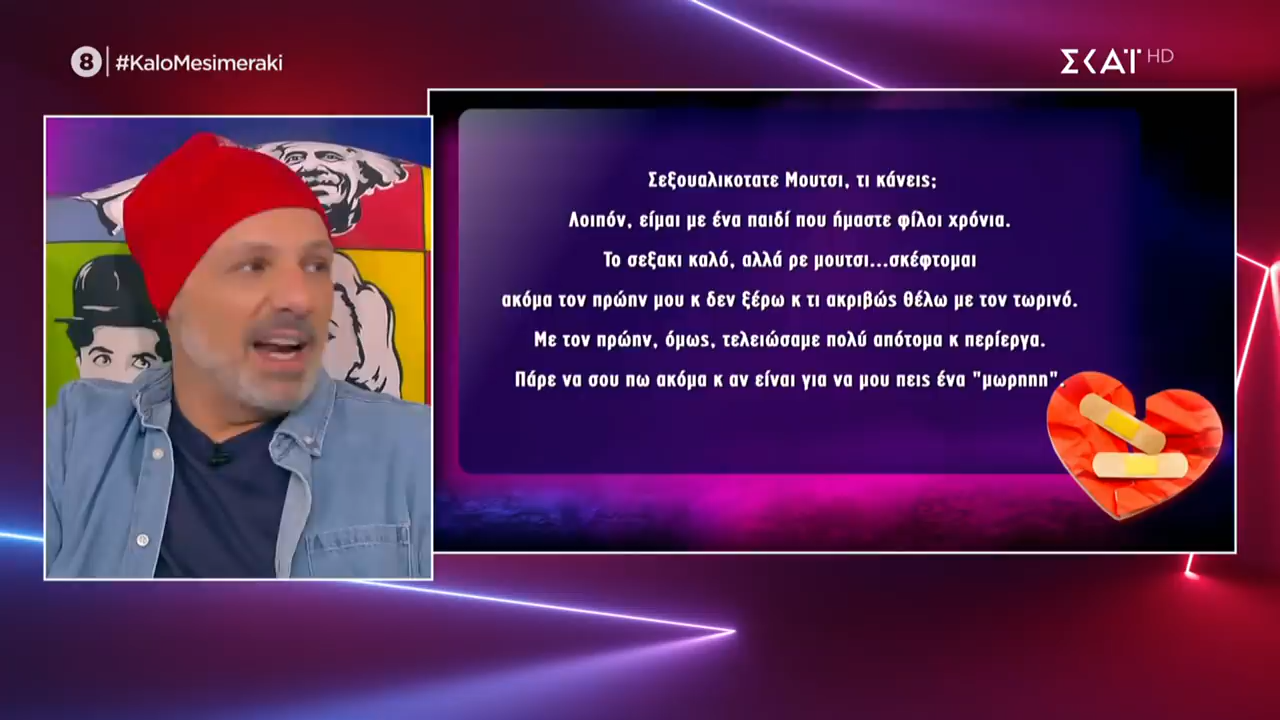 8 #KaloMesimeraki
ΣΚΑΪ HD
Σεξουαλικοτατε Μουτσι, τι κάνεις;
Λοιπόν, είμαι με ένα παιδί που ήμαστε φίλοι χρόνια.
Το σεξακι καλό, αλλά ρε μουτσι...σκέφτομαι
ακόμα τον πρώην μου κ δεν ξέρω κ τι ακριβώς θέλω με τον τωρινό.
Με τον πρώην, όμως, τελειώσαμε πολύ απότομα κ περίεργα.
Πάρε να σου πω ακόμα κ αν είναι για να μου πεις ένα "μωρηηη".